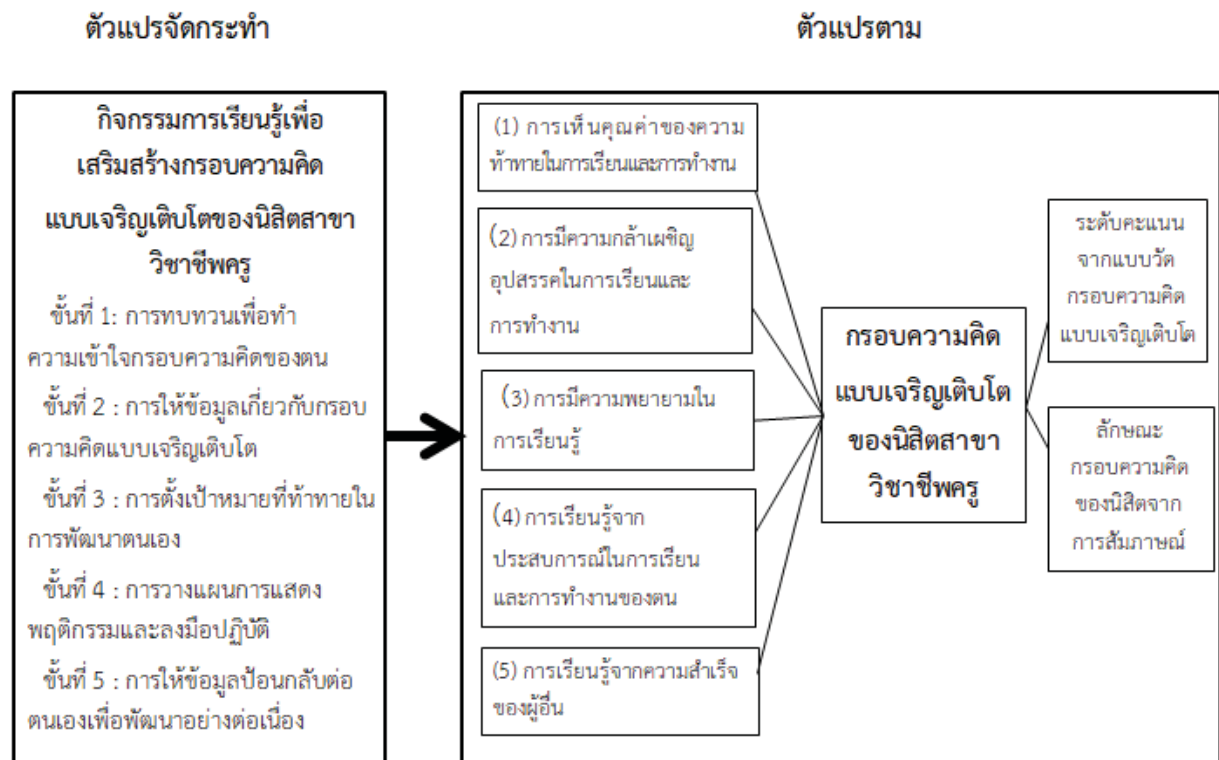 ตัวแปรจัดกระทำ
ตัวแปรตาม
กิจกรรมการเรียนรู้เพื่อ
เสริมสร้างกรอบความคิด
แบบเจริญเติบโตของนิสิตสาขา
วิชาชีพครู
ขั้นที่ 1: การทบทวนเพื่อทำ
ความเข้าใจกรอบความคิดของตน
ขั้นที่ 2 : การให้ข้อมูลเกี่ยวกับกรอบ
ความคิดแบบเจริญเติบโต
ขั้นที่ 3 : การตั้งเป้าหมายที่ท้าทายใน
การพัฒนาตนเอง
ขั้นที่ 4 : การวางแผนการแสดง
พฤติกรรมและลงมือปฏิบัติ
ขั้นที่ 5 : การให้ข้อมูลป้อนกลับต่อ
ตนเองเพื่อพัฒนาอย่างต่อเนื่อง
(1) การเห็นคุณค่าของความ
ท้าทายในการเรียนและการทำงาน
(2) การมีความกล้าเผชิญ
อุปสรรคในการเรียนและ
การทำงาน
(3) การมีความพยายามใน
การเรียนรู้
(4) การเรียนรู้จาก
ประสบการณ์ในการเรียน
และการทำงานของตน
(5) การเรียนรู้จากความสำเร็จ
ของผู้อื่น
กรอบความคิด
แบบเจริญเติบโต
ของนิสิตสาขา
วิชาชีพครู
ระดับคะแนน
จากแบบวัด
กรอบความคิด
แบบเจริญเติบโต
ลักษณะ
กรอบความคิด
ของนิสิตจาก
การสัมภาษณ์